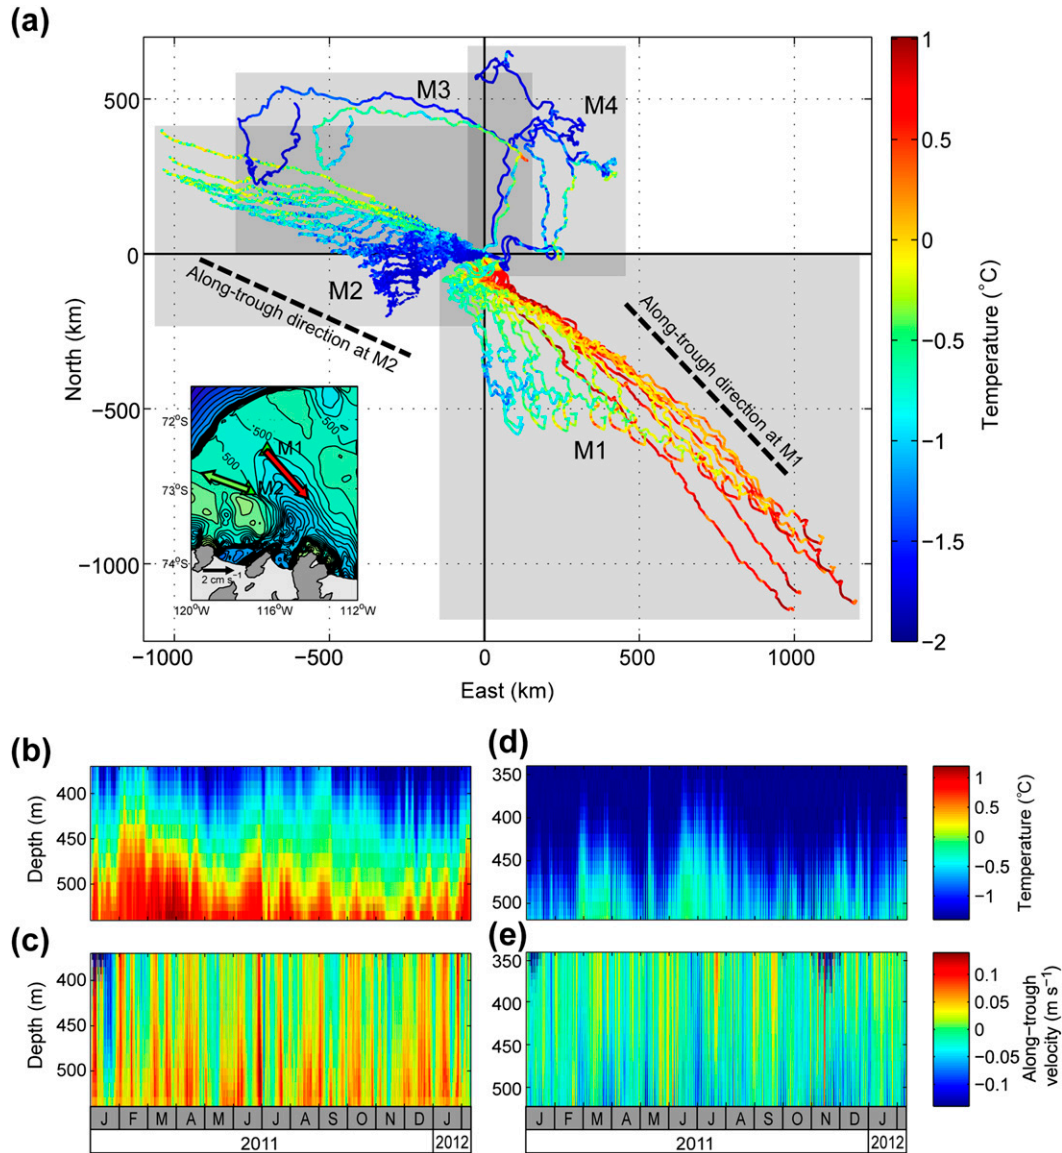 (a)
M3
M4
M2
M1
Along-trough direction at M2
Along-trough direction at M1
500
0
−500
−1000
North (km)
−1000
−500
0
500
1000
East (km)
1
0.5
0
−0.5
−1
−1.5
−2
Temperature (°C)
72°S
73°S
74°S
500
500
500
M1
M2
2 cm s⁻¹
120°W
116°W
112°W
(b)
400
450
500
Depth (m)
(d)
350
400
450
500
1
0.5
0
−0.5
−1
Temperature (°C)
(c)
400
450
500
Depth (m)
J F M A M J J A S O N D J
2011 2012
(e)
350
400
450
500
J F M A M J J A S O N D J
2011 2012
0.1
0.05
0
−0.05
−0.1
Along−trough
velocity (m s⁻¹)